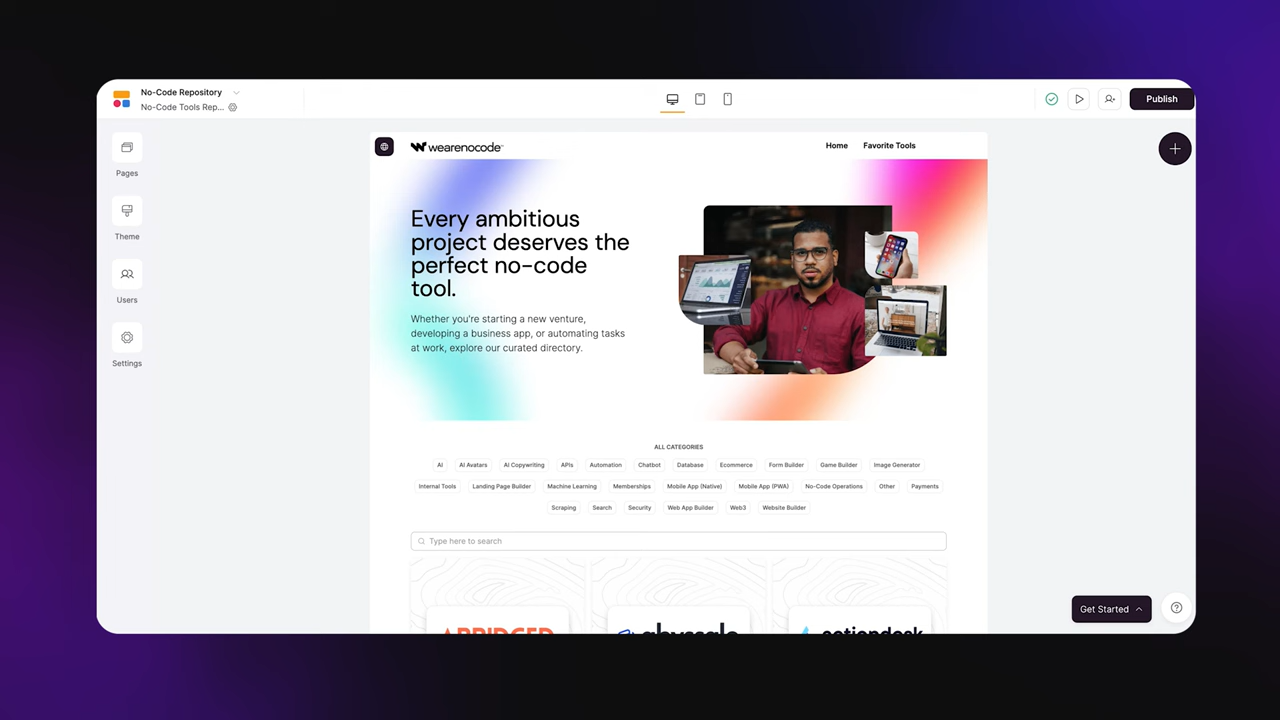 No-Code Repository
No-Code Tools Rep...
Publish
Pages
Theme
Users
Settings
wearenocode
Home Favorite Tools
Every ambitious
project deserves the
perfect no-code
tool.
Whether you're starting a new venture,
developing a business app, or automating tasks
at work, explore our curated directory.
ALL CATEGORIES
AI AI Avatars AI Copywriting APIs Automation Chatbot Database Ecommerce Form Builder Game Builder Image Generator
Internal Tools Landing Page Builder Machine Learning Memberships Mobile App (Native) Mobile App (PWA) No-Code Operations Other Payments
Scraping Search Security Web App Builder Web3 Website Builder
Type here to search
ABRIDGED abyssale actiondesk
Get Started